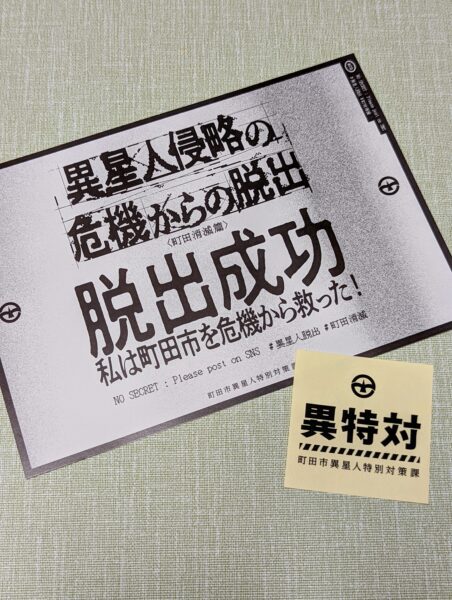 異星人侵略の
危機からの脱出
〈町田消滅篇〉
脱出成功
私は町田市を危機から救った!
NO SECRET : Please post on SNS #異星人脱出 #町田消滅
町田市異星人特別対策
異特対
町田市異星人特別対策課